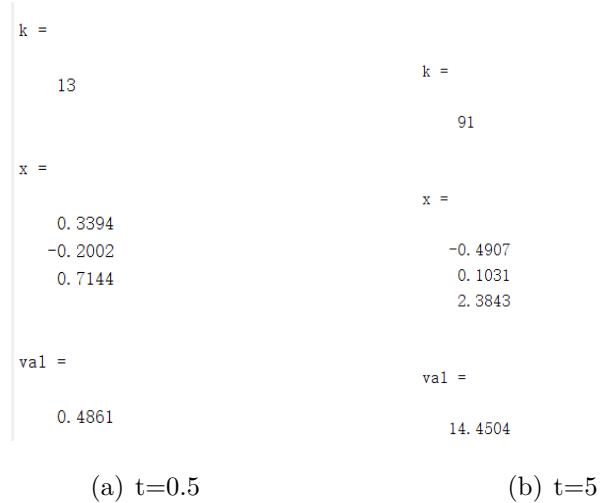 k =
13
x =
0.3394
-0.2002
0.7144
val =
0.4861
(a) t=0.5
k =
91
x =
-0.4907
0.1031
2.3843
val =
14.4504
(b) t=5